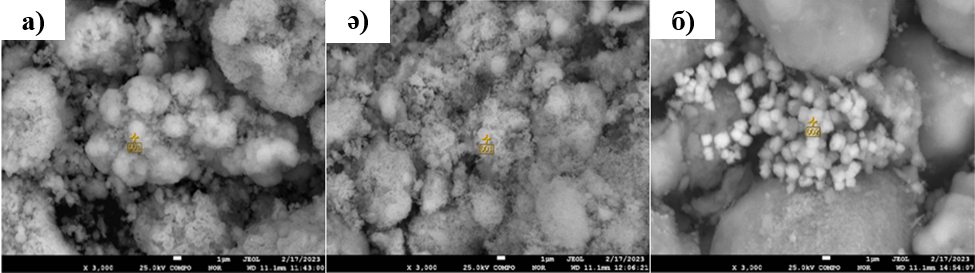 а)
1μm JEOL 2/17/2023
X 3,000 25.0kV COMPO NOR WD 11.1mm 11:43:00
ә)
1μm JEOL 2/17/2023
X 3,000 25.0kV COMPO NOR WD 11.1mm 12:06:21
б)
1μm JEOL 2/17/2023
X 3,000 25.0kV COMPO NOR WD 11.1mm 14:54:07